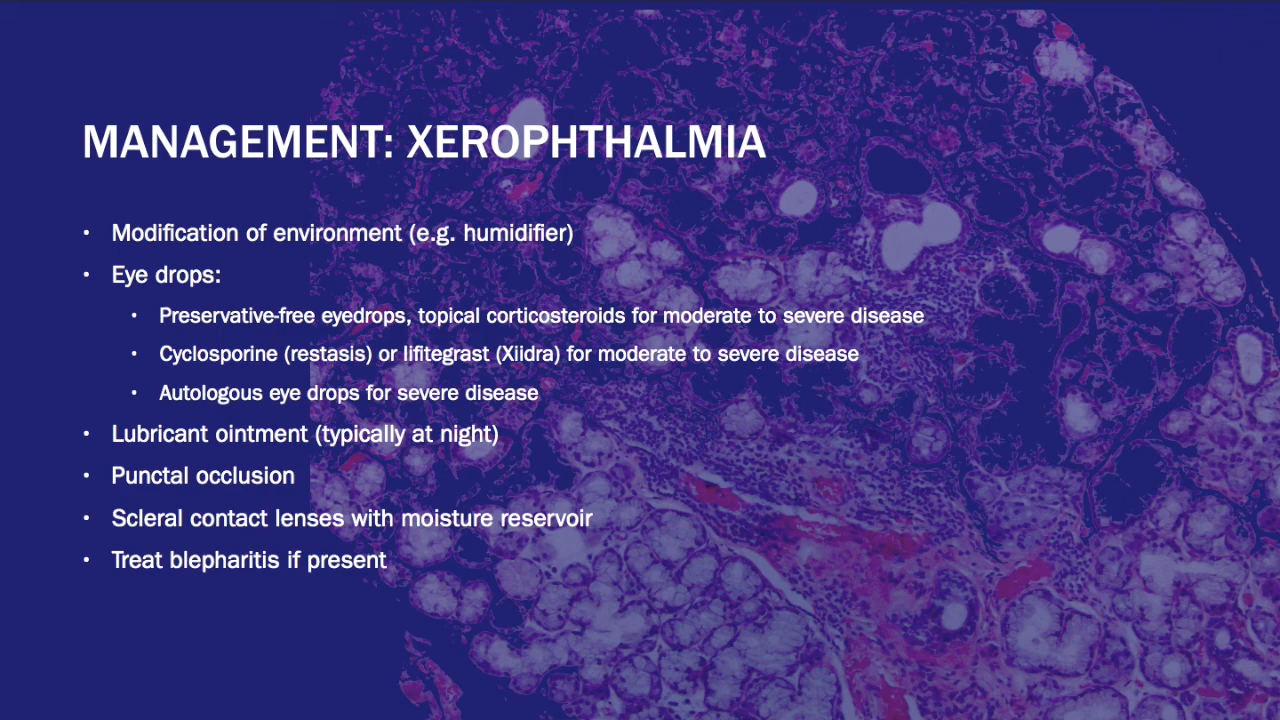 MANAGEMENT: XEROPHTHALMIA
• Modification of environment (e.g. humidifier)
• Eye drops:
• Preservative-free eyedrops, topical corticosteroids for moderate to severe disease
• Cyclosporine (restasis) or lifitegrast (Xiidra) for moderate to severe disease
• Autologous eye drops for severe disease
• Lubricant ointment (typically at night)
• Punctal occlusion
• Scleral contact lenses with moisture reservoir
• Treat blepharitis if present